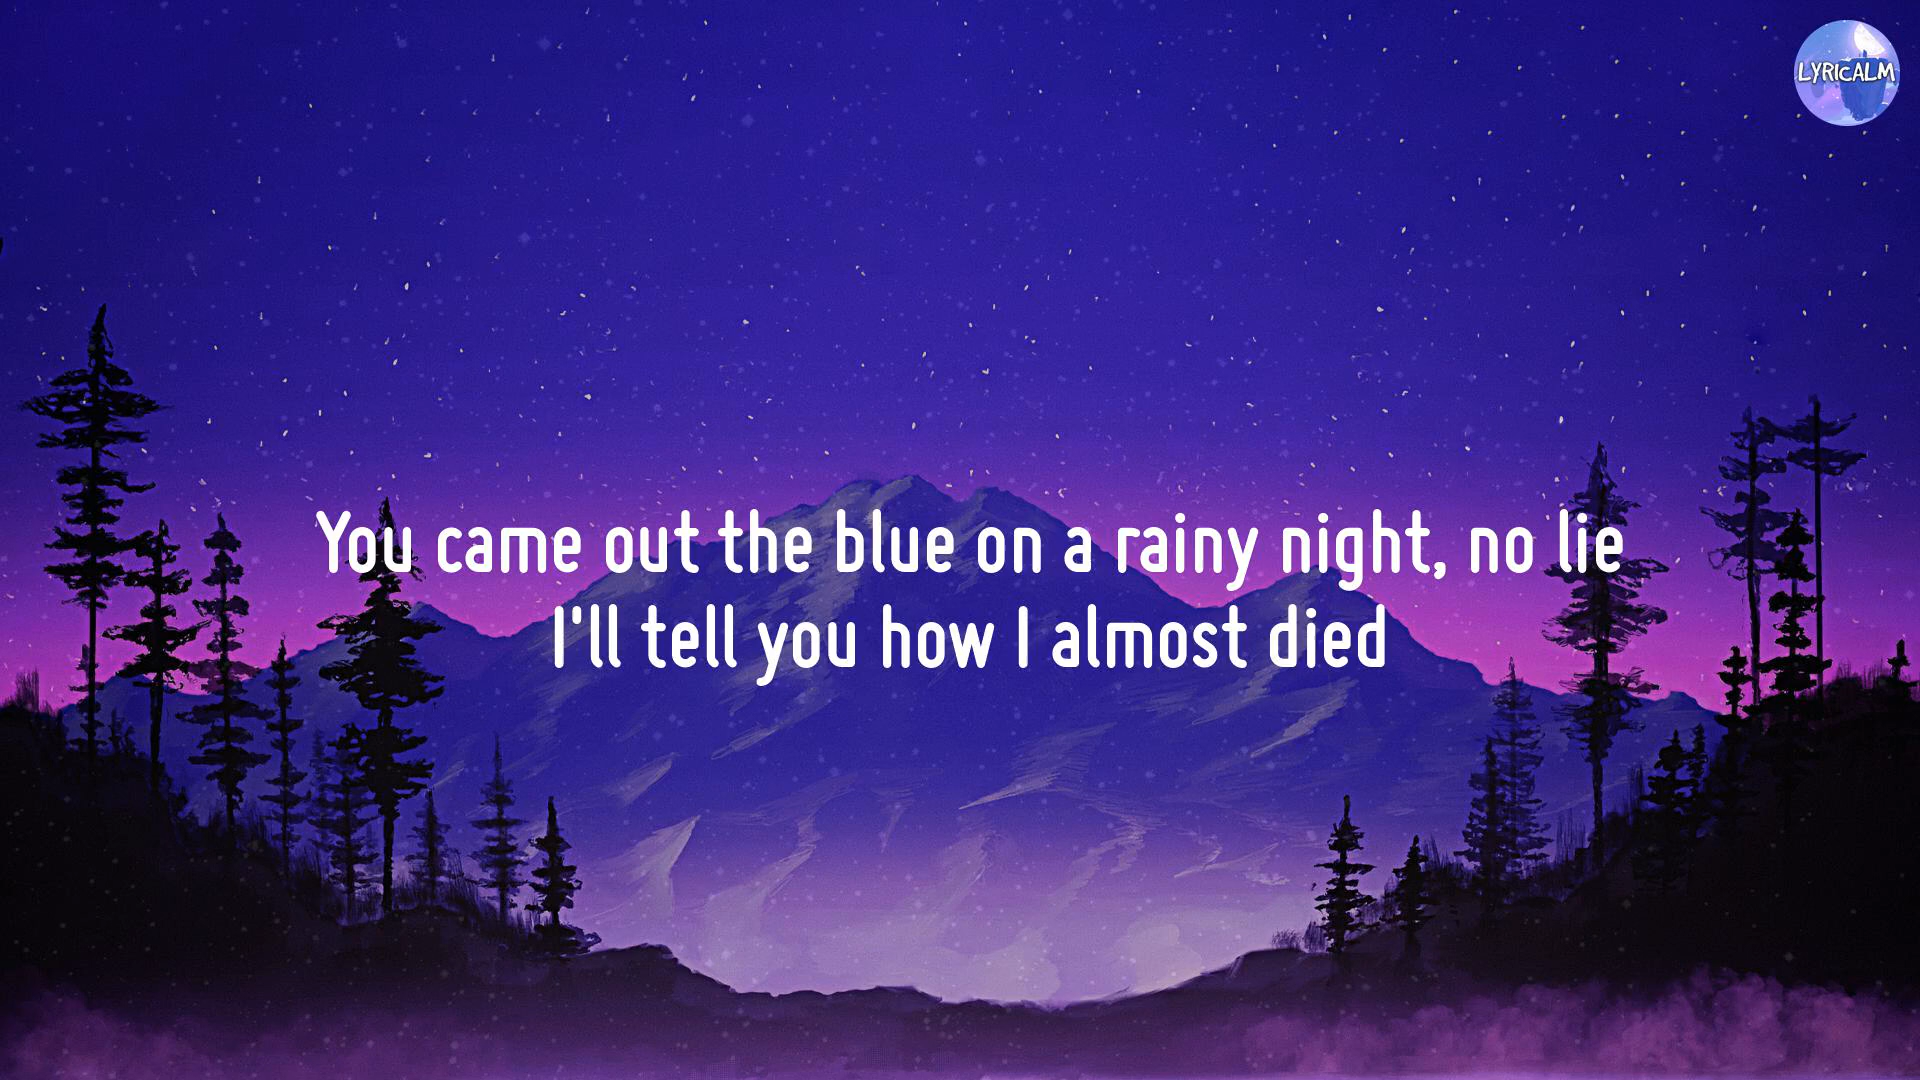 LYRICALM
You came out the blue on a rainy night, no lie
I'll tell you how I almost died